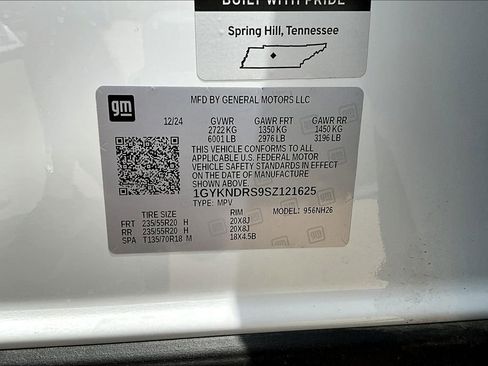 BUILT WITH PRIDE
Spring Hill, Tennessee
gm
MFD BY GENERAL MOTORS LLC
12/24 GVWR GAWR FRT GAWR RR
2722 KG 1350 KG 1450 KG
6001 LB 2976 LB 3196 LB
THIS VEHICLE CONFORMS TO ALL
APPLICABLE U.S. FEDERAL MOTOR
VEHICLE SAFETY STANDARDS IN EFFECT
ON THE DATE OF MANUFACTURE
SHOWN ABOVE.
1GYKNDRS9SZ121625
TYPE: MPV
TIRE SIZE RIM MODEL: 956NH26
FRT 235/55R20 H 20X8J
RR 235/55R20 H 20X8J
SPA T135/70R18 M 18X4.5B